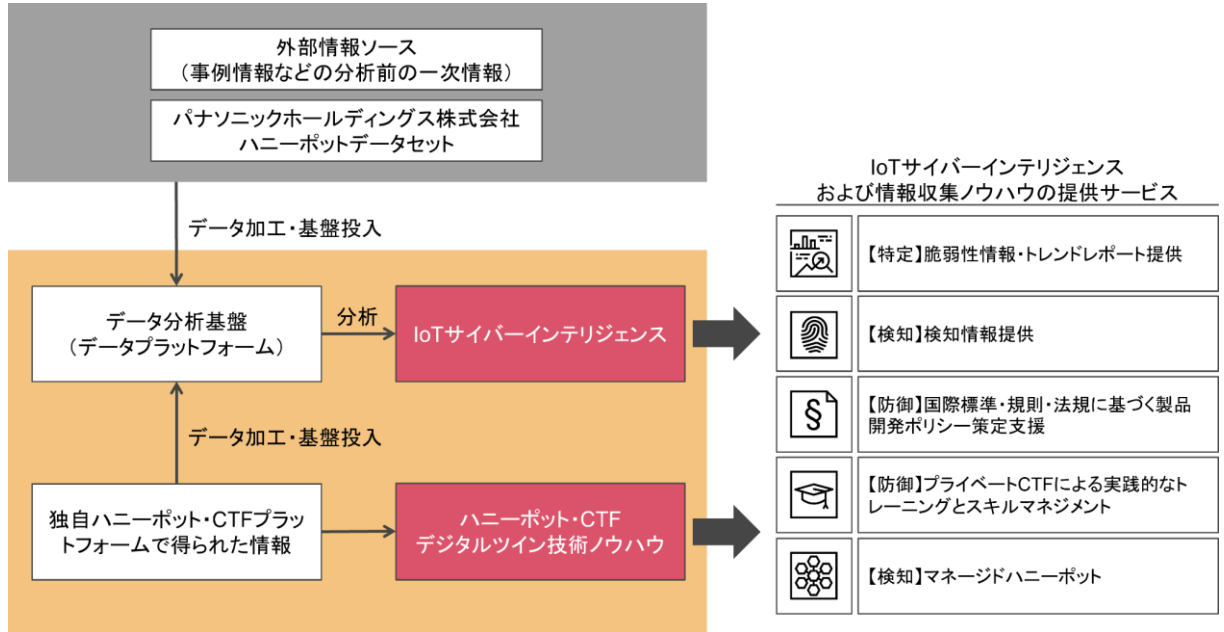 外部情報ソース
（事例情報などの分析前の一次情報）
パナソニックホールディングス株式会社
ハニーポットデータセット
データ加工・基盤投入
データ分析基盤
（データプラットフォーム）
分析
IoTサイバーインテリジェンス
データ加工・基盤投入
独自ハニーポット・CTFプラッ
トフォームで得られた情報
ハニーポット・CTF
デジタルツイン技術ノウハウ
IoTサイバーインテリジェンス
および情報収集ノウハウの提供サービス
【特定】脆弱性情報・トレンドレポート提供
【検知】検知情報提供
§
【防御】国際標準・規則・法規に基づく製品
開発ポリシー策定支援
【防御】プライベートCTFによる実践的なト
レーニングとスキルマネジメント
【検知】マネージドハニーポット